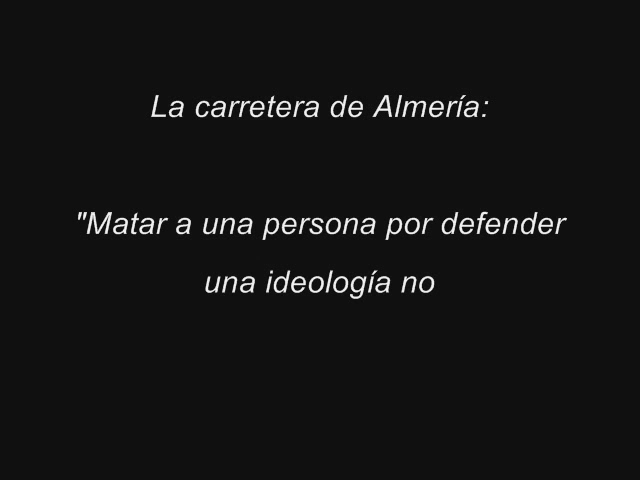 La carretera de Almería:
"Matar a una persona por defender
una ideología no